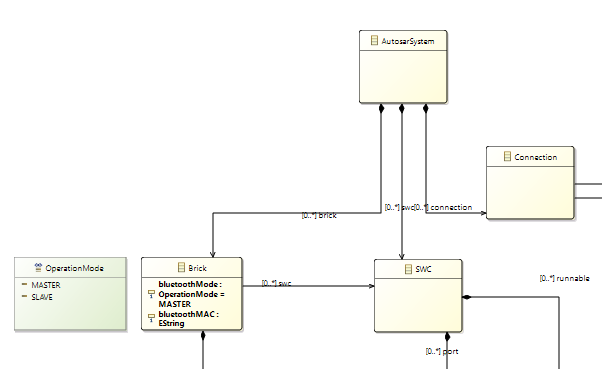 AutosarSystem
Connection
[0..*] swc
[0..*] connection
[0..*] brick
OperationMode
MASTER
SLAVE
Brick
bluetoothMode :
OperationMode =
MASTER
bluetoothMAC :
EString
[0..*] swc
SWC
[0..*] runnable
[0..*] port